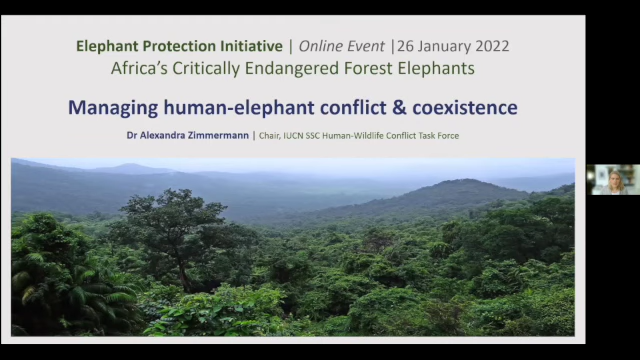 Elephant Protection Initiative | Online Event |26 January 2022
Africa's Critically Endangered Forest Elephants
Managing human-elephant conflict & coexistence
Dr Alexandra Zimmermann | Chair, IUCN SSC Human-Wildlife Conflict Task Force